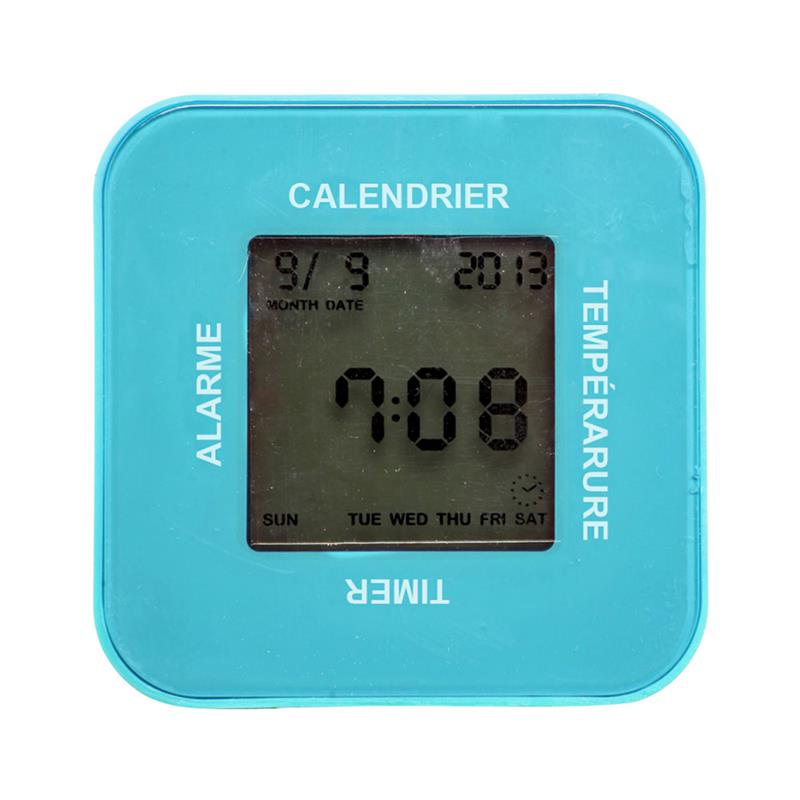 CALENDRIER
9/ 9 2013
MONTH DATE
ALARME
TEMPÉRARURE
7:08
SUN TUE WED THU FRI SAT
TIMER